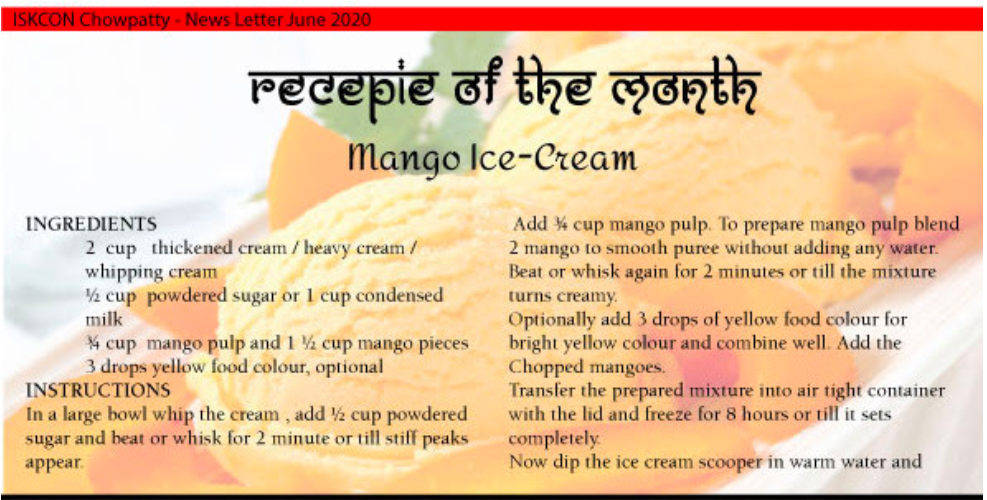 ISKCON Chowpatty - News Letter June 2020
recepie of the month
Mango Ice-Cream
INGREDIENTS
2 cup thickened cream / heavy cream /
whipping cream
½ cup powdered sugar or 1 cup condensed
milk
¾ cup mango pulp and 1 ½ cup mango pieces
3 drops yellow food colour, optional
INSTRUCTIONS
In a large bowl whip the cream , add ½ cup powdered
sugar and beat or whisk for 2 minute or till stiff peaks
appear.
Add ¾ cup mango pulp. To prepare mango pulp blend
2 mango to smooth puree without adding any water.
Beat or whisk again for 2 minutes or till the mixture
turns creamy.
Optionally add 3 drops of yellow food colour for
bright yellow colour and combine well. Add the
Chopped mangoes.
Transfer the prepared mixture into air tight container
with the lid and freeze for 8 hours or till it sets
completely.
Now dip the ice cream scooper in warm water and